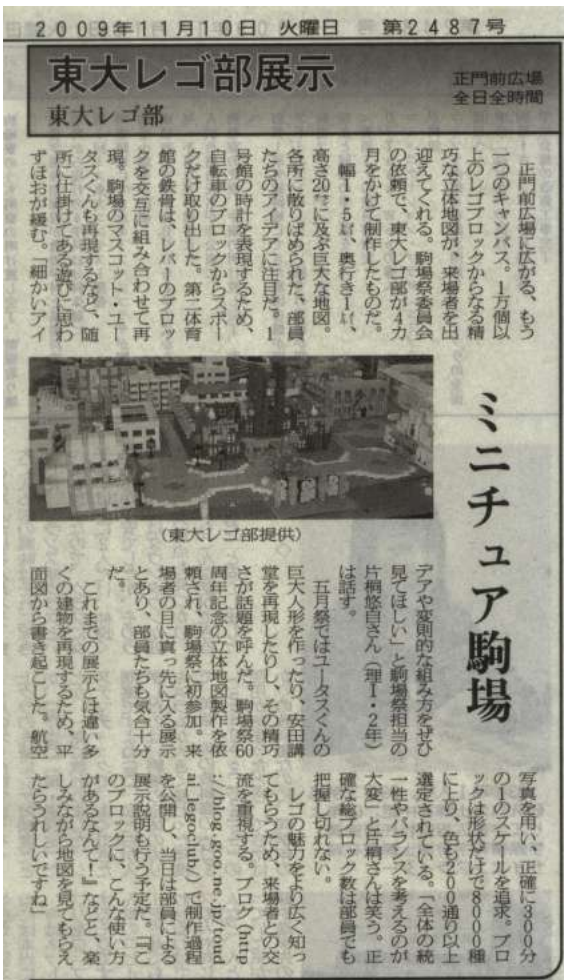 2009年11月10日 火曜日 第2487号
東大レゴ部展示
東大レゴ部
正門前広場
全日全時間
ミニチュア駒場
正門前広場に広がる、もう
一つのキャンパス。1万個以
上のレゴブロックからなる精
巧な立体地図が、来場者を出
迎えてくれる。駒場祭委員会
の依頼で、東大レゴ部が4カ
月をかけて制作したものだ。
幅1・5㍍、奥行き1㍍、
高さ20㌢に及ぶ巨大な地図。
各所に散りばめられた、部員
たちのアイデアに注目だ。1
号館の時計を表現するため、
自転車のブロックからスポー
クだけ取り出した。第二体育
館の鉄骨は、レバーのブロッ
クを交互に組み合わせて再
現。駒場のマスコット・ユー
タスくんも再現するなど、随
所に仕掛けてある遊びに思わ
ずほおが緩む。「細かいアイ
(東大レゴ部提供)
デアや変則的な組み方をぜひ
見てほしい」と駒場祭担当の
片桐悠自さん(理Ⅰ・2年)
は話す。
五月祭ではユータスくんの
巨大人形を作ったり、安田講
堂を再現したりし、その精巧
さが話題を呼んだ。駒場祭60
周年記念の立体地図製作を依
頼され、駒場祭に初参加。来
場者の目に真っ先に入る展示
とあり、部員たちも気合十分
だ。
これまでの展示とは違い多
くの建物を再現するため、平
面図から書き起こした。航空
写真を用い、正確に300分
の1のスケールを追求。ブロ
ックは形状だけで8000種
に上り、色も200通り以上
選定されている。「全体の統
一性やバランスを考えるのが
大変」と片桐さんは笑う。正
確な総ブロック数は部員でも
把握し切れない。
レゴの魅力をより広く知っ
てもらうため、来場者との交
流を重視する。ブログ(http
://blog.goo.ne.jp/toud
ai_legoclub/)で制作過程
を公開し、当日は部員による
展示説明も行う予定だ。「『こ
のブロックに、こんな使い方
があるなんて!』などと、楽
しみながら地図を見てもらえ
たらうれしいですね」